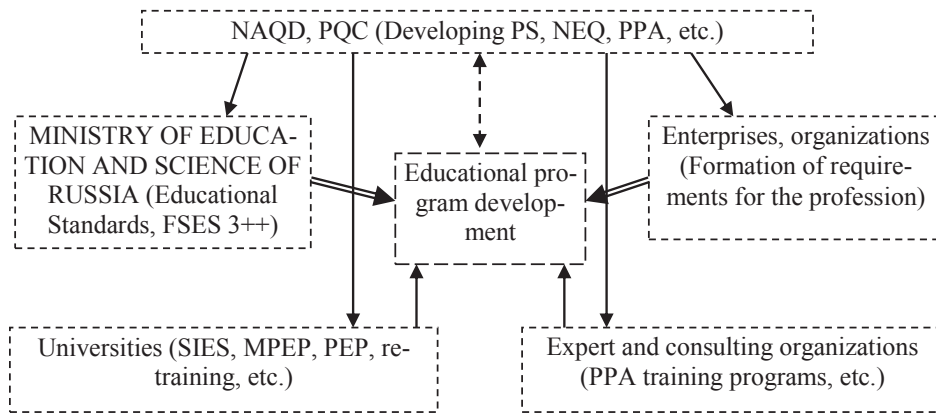 NAQD, PQC (Developing PS, NEQ, PPA, etc.)
MINISTRY OF EDUCA-
TION AND SCIENCE OF
RUSSIA (Educational
Standards, FSES 3++)
Educational pro-
gram develop-
ment
Enterprises, organizations
(Formation of require-
ments for the profession)
Universities (SIES, MPEP, PEP, re-
training, etc.)
Expert and consulting organizations
(PPA training programs, etc.)